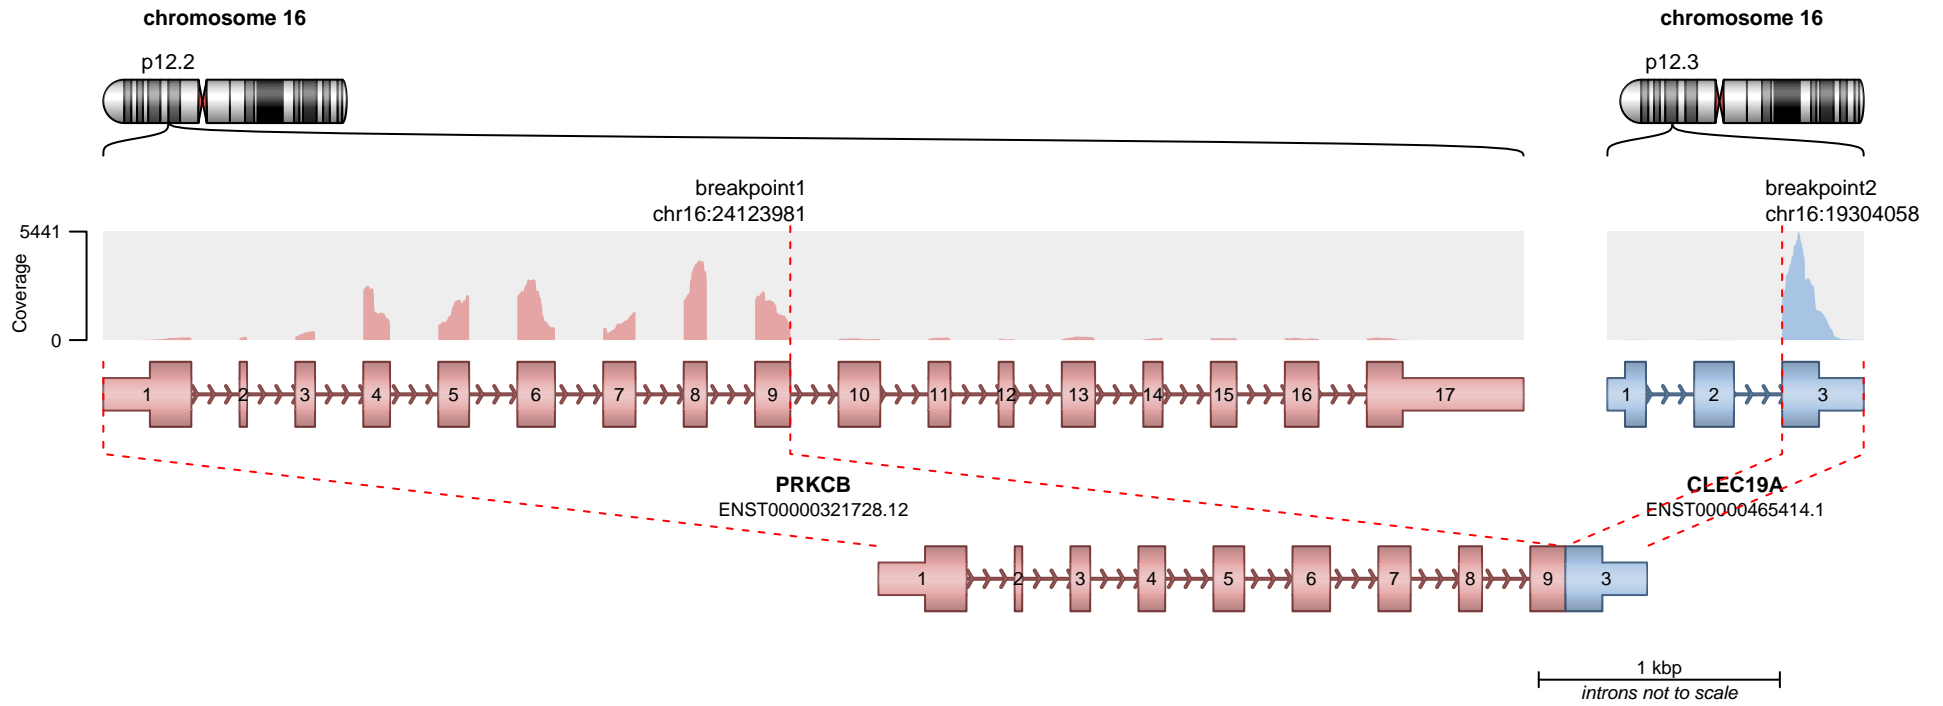 chromosome 16
chromosome 16
p12.2
p12.3
breakpoint1
chr16:24123981
breakpoint2
chr16:19304058
5441
Coverage
0
1 2 3 4 5 6 7 8 9 10 11 12 13 14 15 16 17
1 2 3
PRKCB
ENST00000321728.12
CLEC19A
ENST00000465414.1
1 2 3 4 5 6 7 8 9 3
1 kbp
introns not to scale